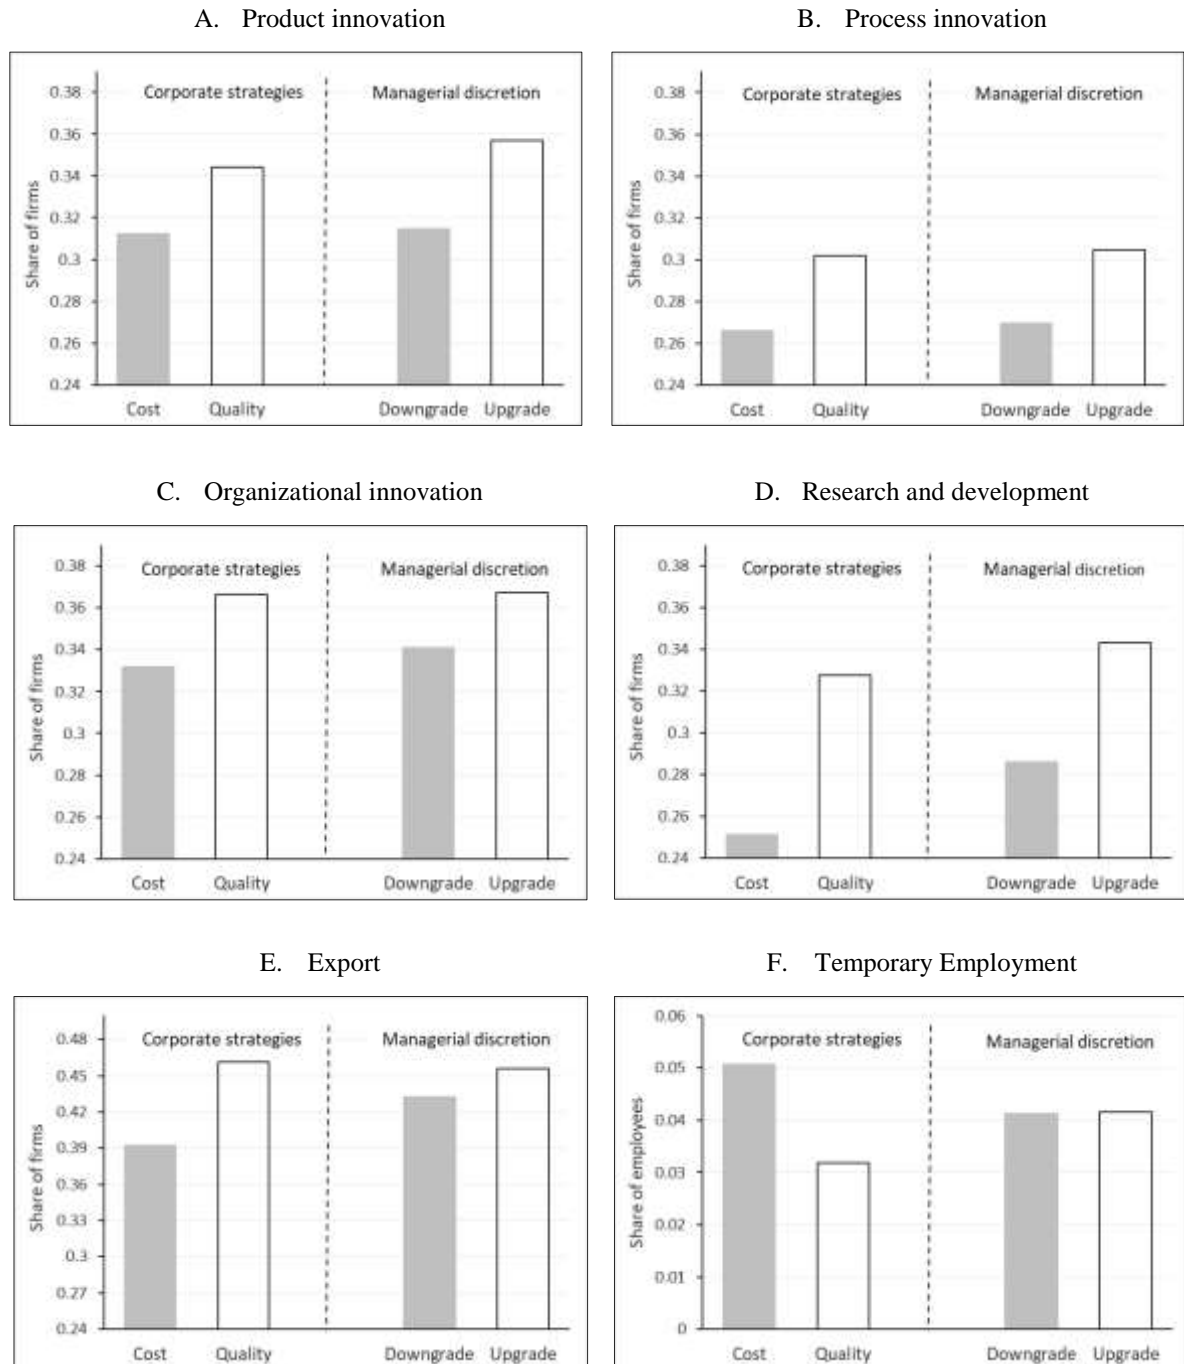 A. Product innovation
Corporate strategies
Managerial discretion
Share of firms
0.38
0.36
0.34
0.32
0.3
0.28
0.26
0.24
Cost
Quality
Downgrade
Upgrade
B. Process innovation
Corporate strategies
Managerial discretion
Share of firms
0.38
0.36
0.34
0.32
0.3
0.28
0.26
0.24
Cost
Quality
Downgrade
Upgrade
C. Organizational innovation
Corporate strategies
Managerial discretion
Share of firms
0.38
0.36
0.34
0.32
0.3
0.28
0.26
0.24
Cost
Quality
Downgrade
Upgrade
D. Research and development
Corporate strategies
Managerial discretion
Share of firms
0.38
0.36
0.34
0.32
0.3
0.28
0.26
0.24
Cost
Quality
Downgrade
Upgrade
E. Export
Corporate strategies
Managerial discretion
Share of firms
0.48
0.45
0.42
0.39
0.36
0.33
0.3
0.27
0.24
Cost
Quality
Downgrade
Upgrade
F. Temporary Employment
Corporate strategies
Managerial discretion
Share of employees
0.06
0.05
0.04
0.03
0.02
0.01
0
Cost
Quality
Downgrade
Upgrade